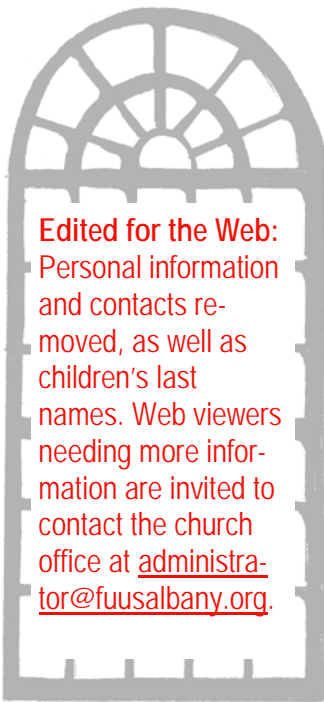 Edited for the Web:
Personal information
and contacts re-
moved, as well as
children's last
names. Web viewers
needing more infor-
mation are invited to
contact the church
office at administra-
tor@fuusalbany.org.